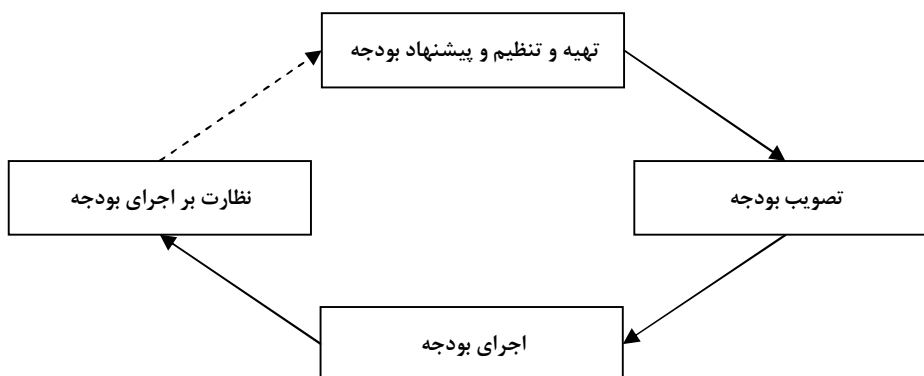 تهیه و تنظیم و پیشنهاد بودجه
تصویب بودجه
نظارت بر اجرای بودجه
اجرای بودجه